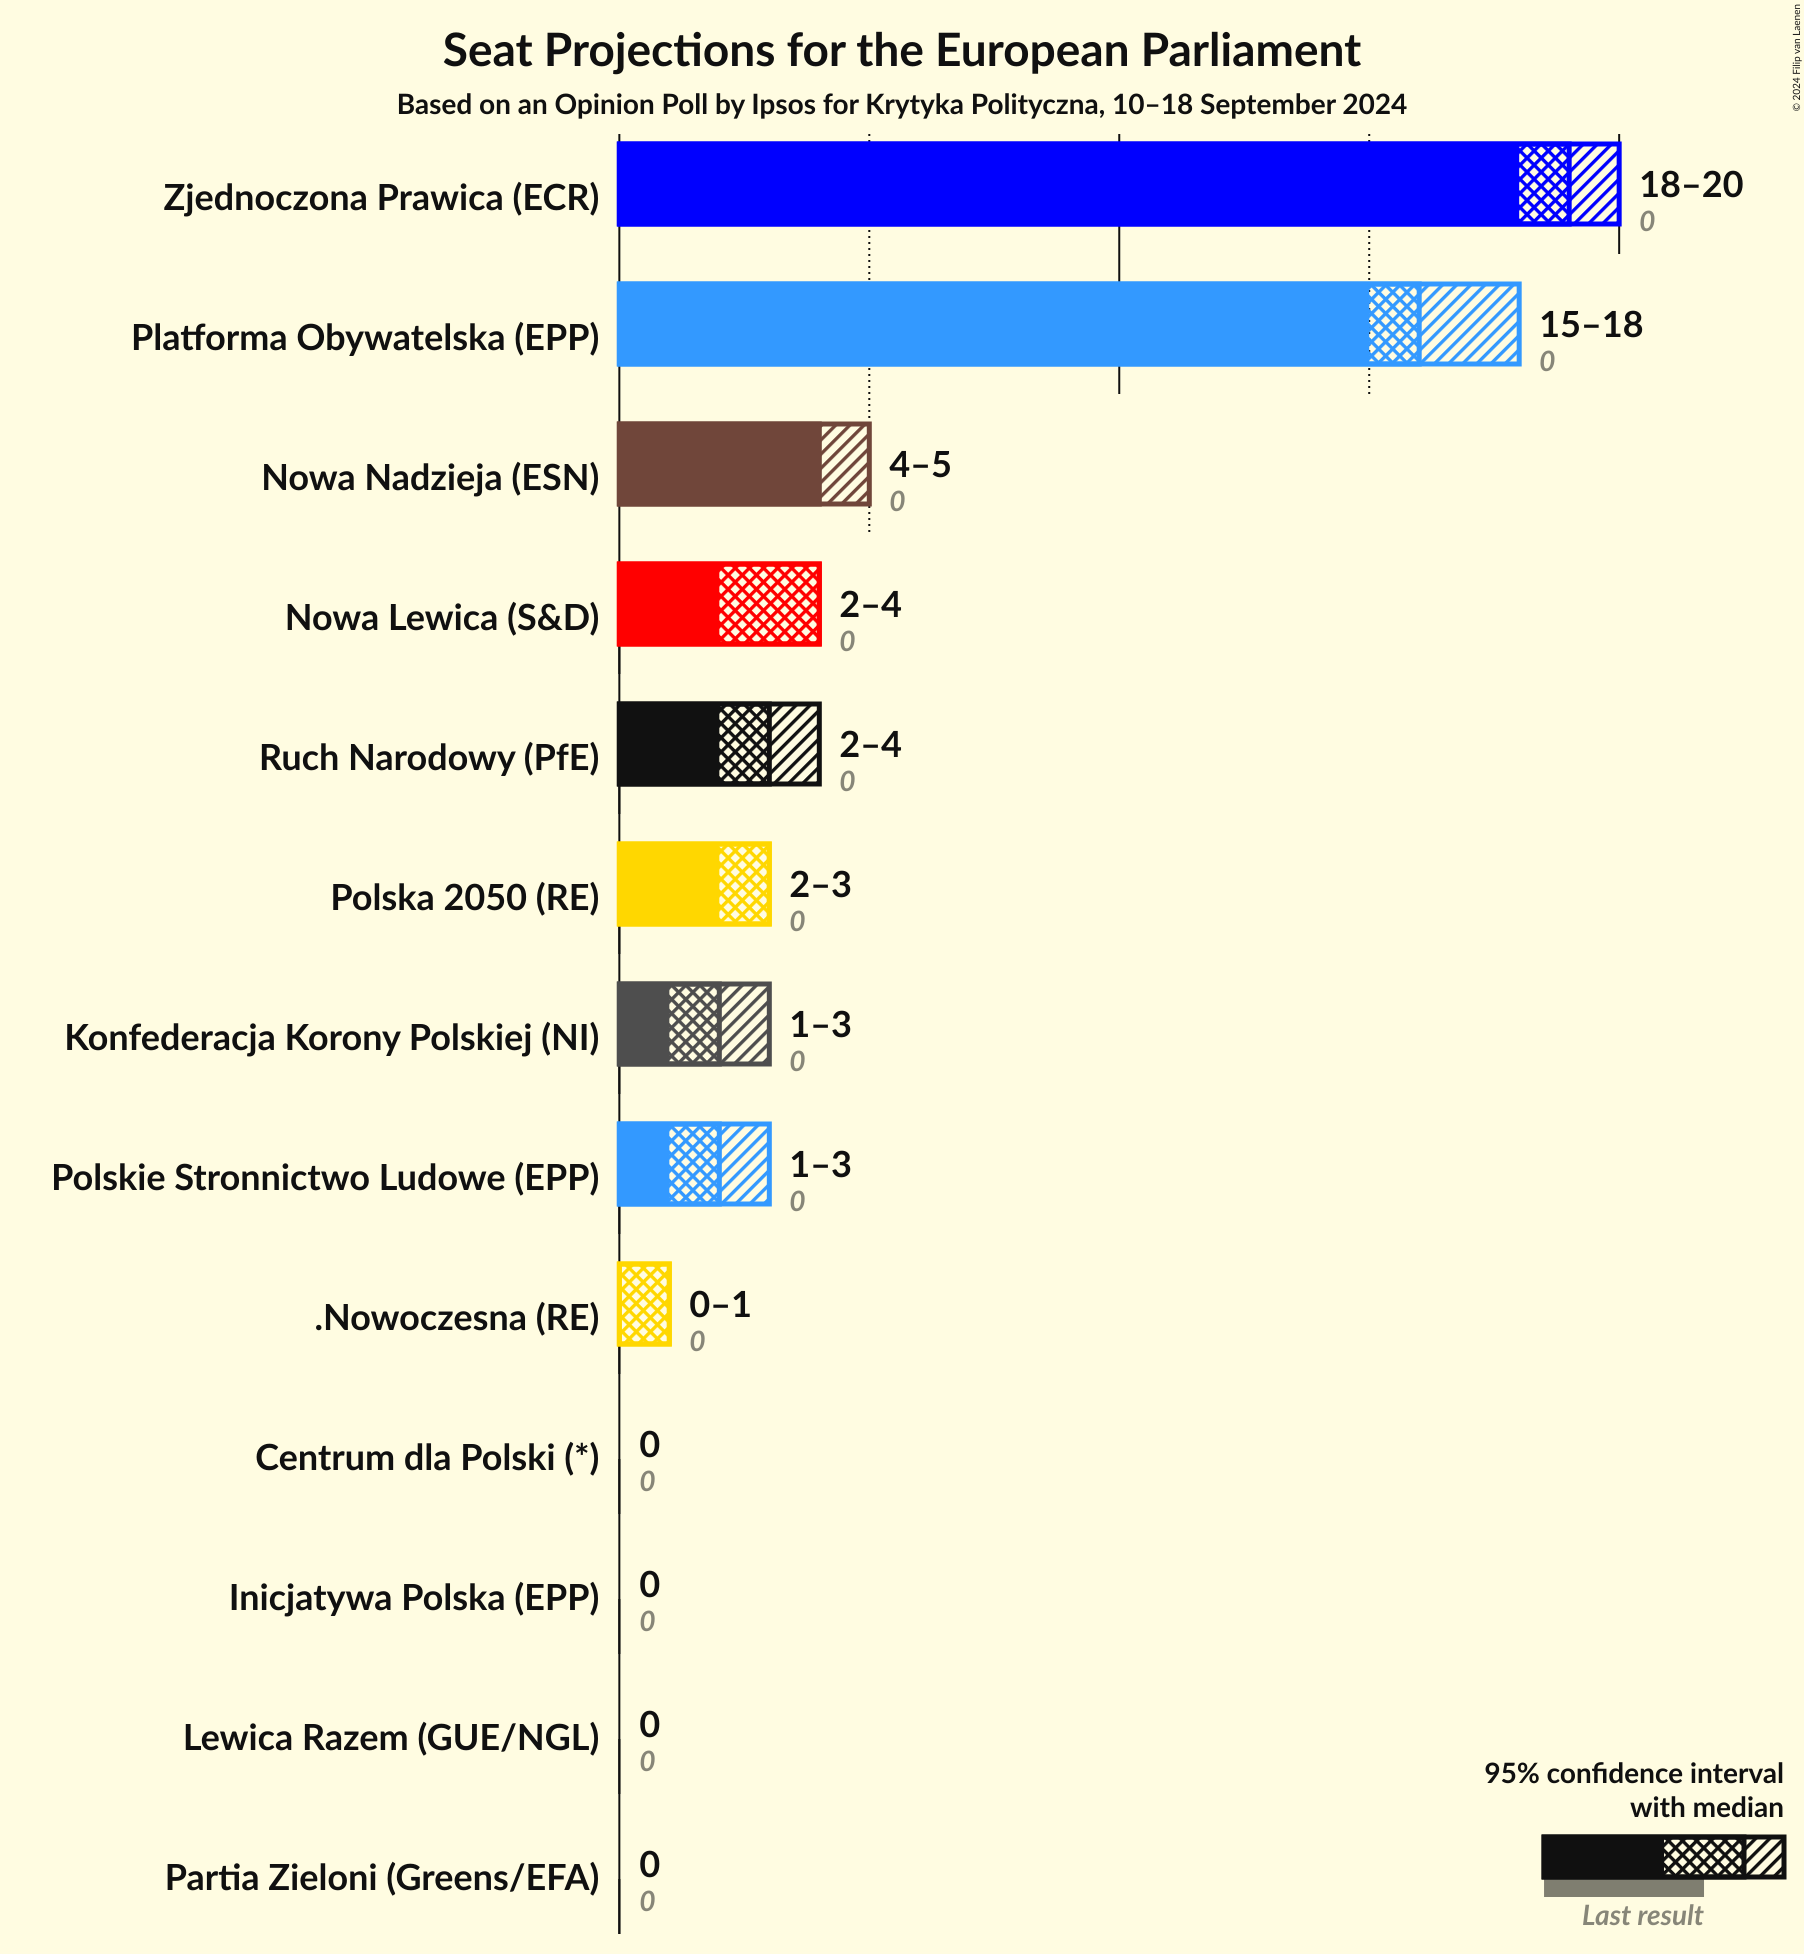 Seat Projections for the European Parliament
Based on an Opinion Poll by Ipsos for Krytyka Polityczna, 10–18 September 2024
© 2024 Filip van Laenen
Zjednoczona Prawica (ECR)
18–20
0
Platforma Obywatelska (EPP)
15–18
0
Nowa Nadzieja (ESN)
4–5
0
Nowa Lewica (S&D)
2–4
0
Ruch Narodowy (PfE)
2–4
0
Polska 2050 (RE)
2–3
0
Konfederacja Korony Polskiej (NI)
1–3
0
Polskie Stronnictwo Ludowe (EPP)
1–3
0
.Nowoczesna (RE)
0–1
0
Centrum dla Polski (*)
0
0
Inicjatywa Polska (EPP)
0
0
Lewica Razem (GUE/NGL)
0
0
Partia Zieloni (Greens/EFA)
0
0
95% confidence interval
with median
Last result